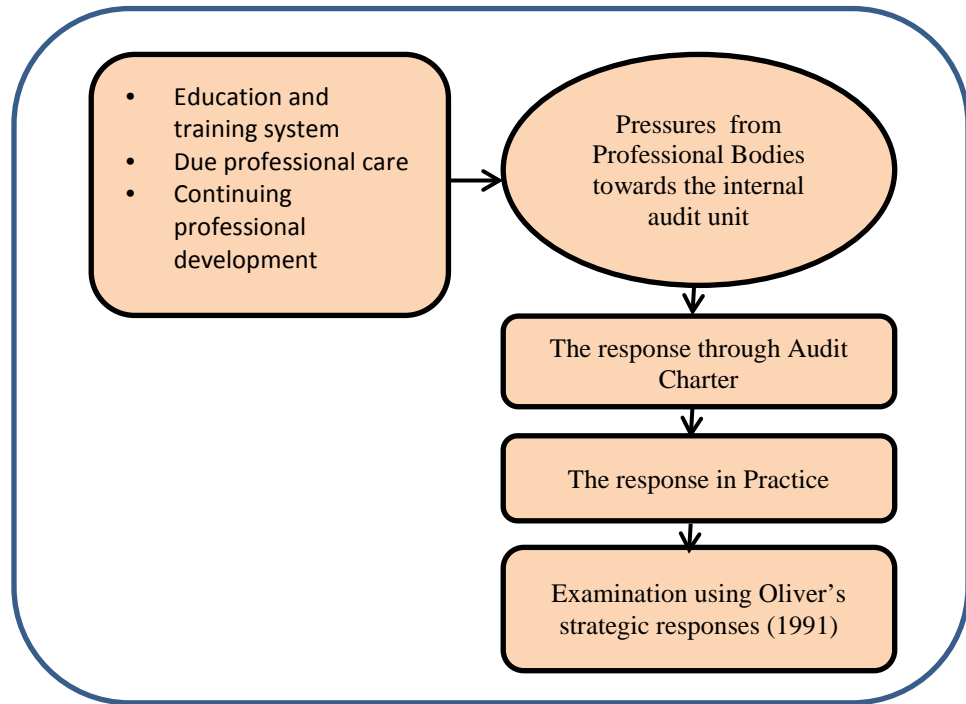 • Education and
training system
• Due professional care
• Continuing
professional
development
Pressures from
Professional Bodies
towards the internal
audit unit
The response through Audit
Charter
The response in Practice
Examination using Oliver’s
strategic responses (1991)